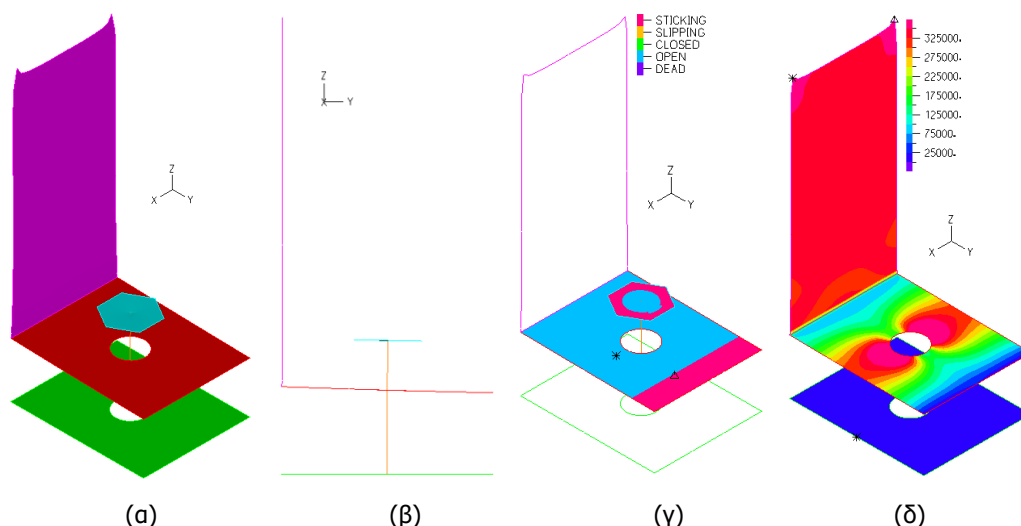 STICKING
SLIPPING
CLOSED
OPEN
DEAD
325000.
275000.
225000.
175000.
125000.
75000.
25000.
Z
X Y
Z
X Y
Z
X Y
Z
X Y
(α) (β) (γ) (δ)